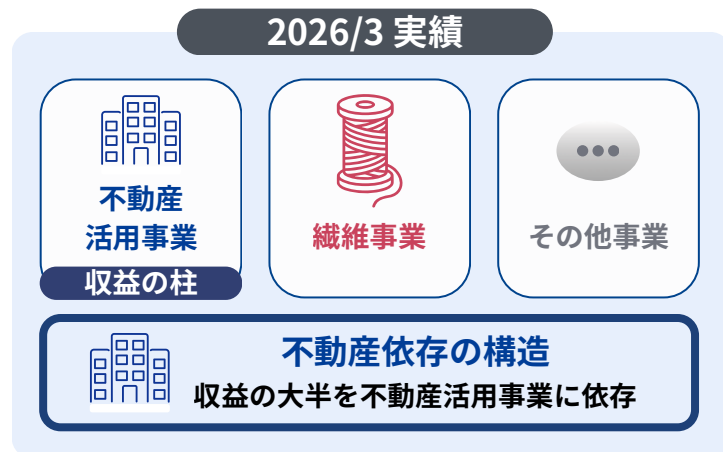 2026/3 実績
不動産
活用事業
収益の柱
繊維事業
その他事業
不動産依存の構造
収益の大半を不動産活用事業に依存